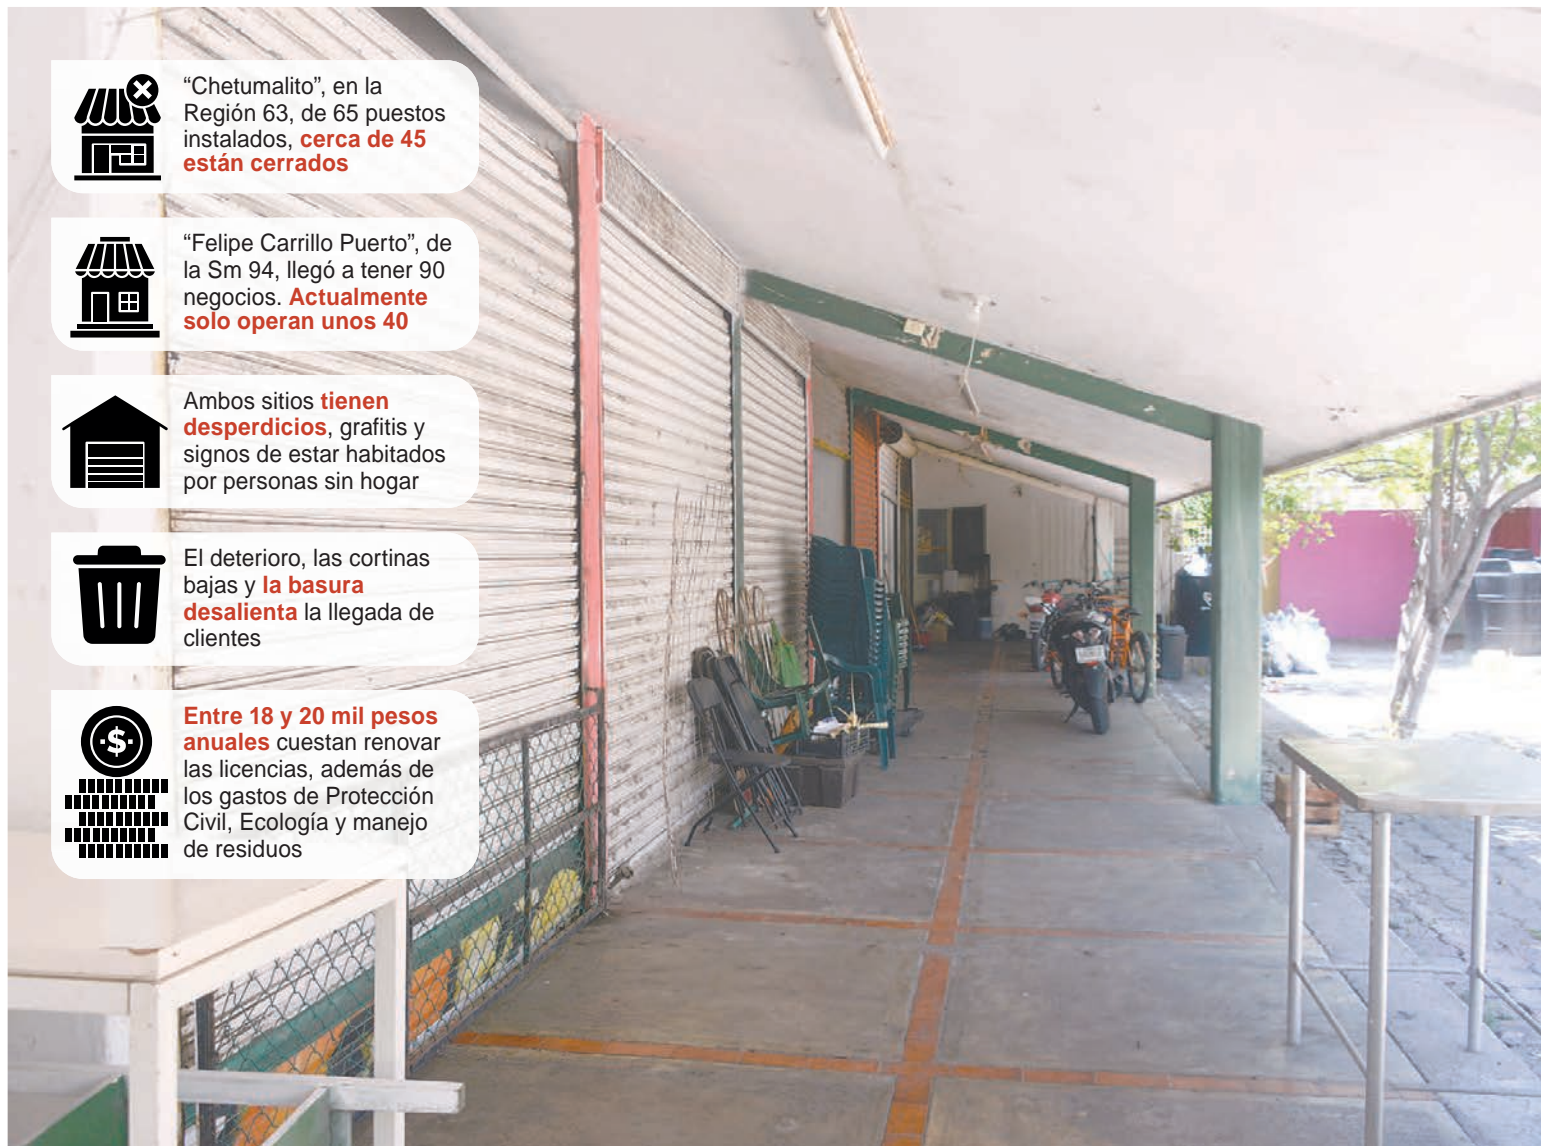 “Chetumalito”, en la
Región 63, de 65 puestos
instalados, cerca de 45
están cerrados
“Felipe Carrillo Puerto”, de
la Sm 94, llegó a tener 90
negocios. Actualmente
solo operan unos 40
Ambos sitios tienen
desperdicios, grafitis y
signos de estar habitados
por personas sin hogar
El deterioro, las cortinas
bajas y la basura
desalienta la llegada de
clientes
$
Entre 18 y 20 mil pesos
anuales cuestan renovar
las licencias, además de
los gastos de Protección
Civil, Ecología y manejo
de residuos